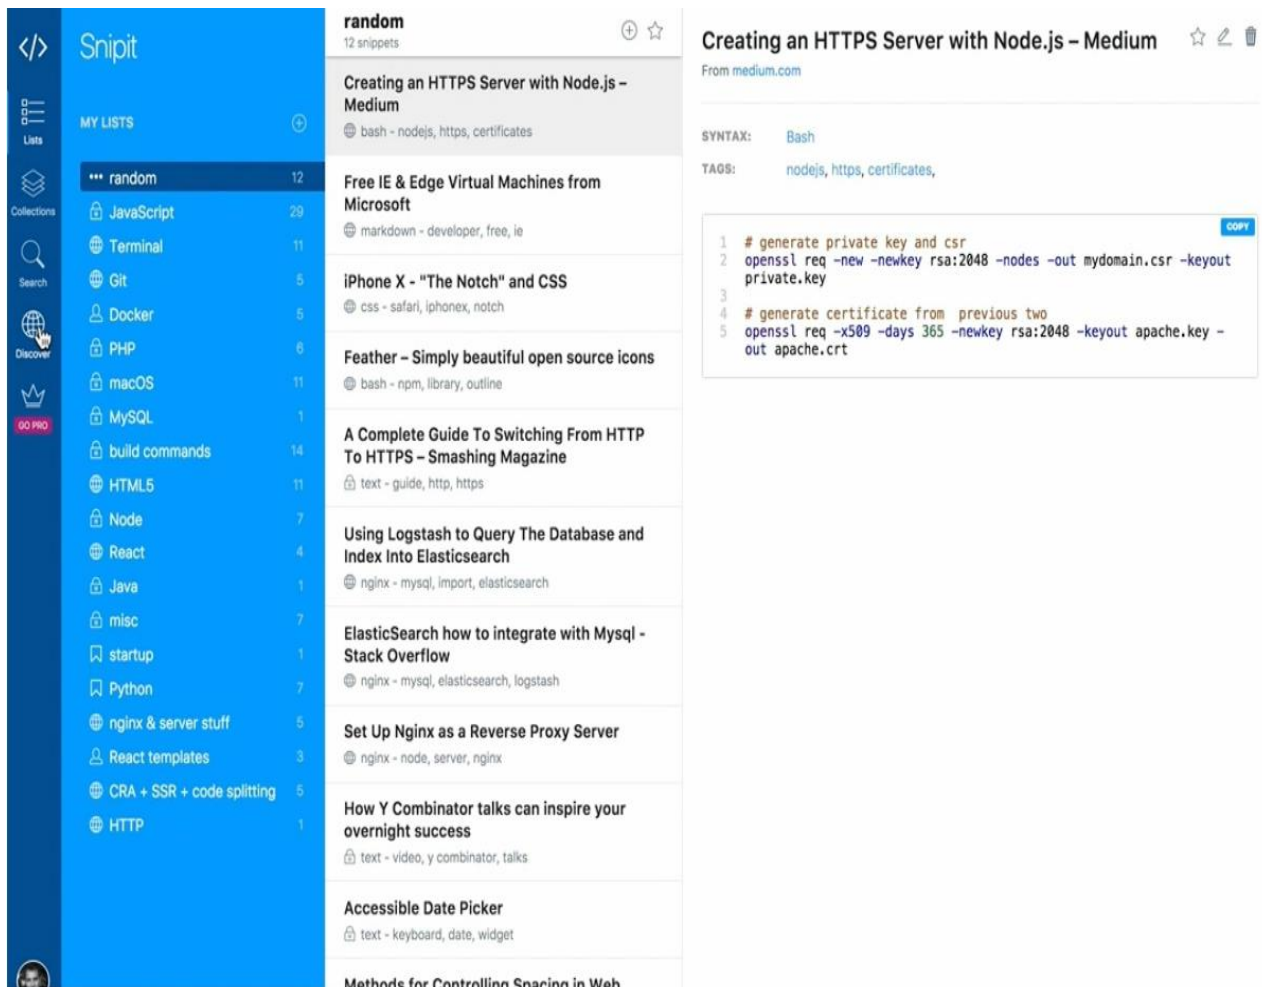 </>
Lists
Collections
Search
Discover
GO PRO
Snipit
MY LISTS
random 12
JavaScript 29
Terminal 11
Git 5
Docker 5
PHP 6
macOS 11
MySQL 1
build commands 14
HTML5 11
Node 7
React 4
Java 1
misc 7
startup 1
Python 7
nginx & server stuff 5
React templates 3
CRA + SSR + code splitting 5
HTTP 1
random
12 snippets
Creating an HTTPS Server with Node.js –
Medium
bash - nodejs, https, certificates
Free IE & Edge Virtual Machines from
Microsoft
markdown - developer, free, ie
iPhone X - "The Notch" and CSS
css - safari, iphonex, notch
Feather – Simply beautiful open source icons
bash - npm, library, outline
A Complete Guide To Switching From HTTP
To HTTPS – Smashing Magazine
text - guide, http, https
Using Logstash to Query The Database and
Index Into Elasticsearch
nginx - mysql, import, elasticsearch
ElasticSearch how to integrate with Mysql -
Stack Overflow
nginx - mysql, elasticsearch, logstash
Set Up Nginx as a Reverse Proxy Server
nginx - node, server, nginx
How Y Combinator talks can inspire your
overnight success
text - video, y combinator, talks
Accessible Date Picker
text - keyboard, date, widget
Methods for Controlling Spacing in Web
Creating an HTTPS Server with Node.js – Medium
From medium.com
SYNTAX: Bash
TAGS: nodejs, https, certificates,
COPY
1 # generate private key and csr
2 openssl req -new -newkey rsa:2048 -nodes -out mydomain.csr -keyout
private.key
3
4 # generate certificate from previous two
5 openssl req -x509 -days 365 -newkey rsa:2048 -keyout apache.key -
out apache.crt